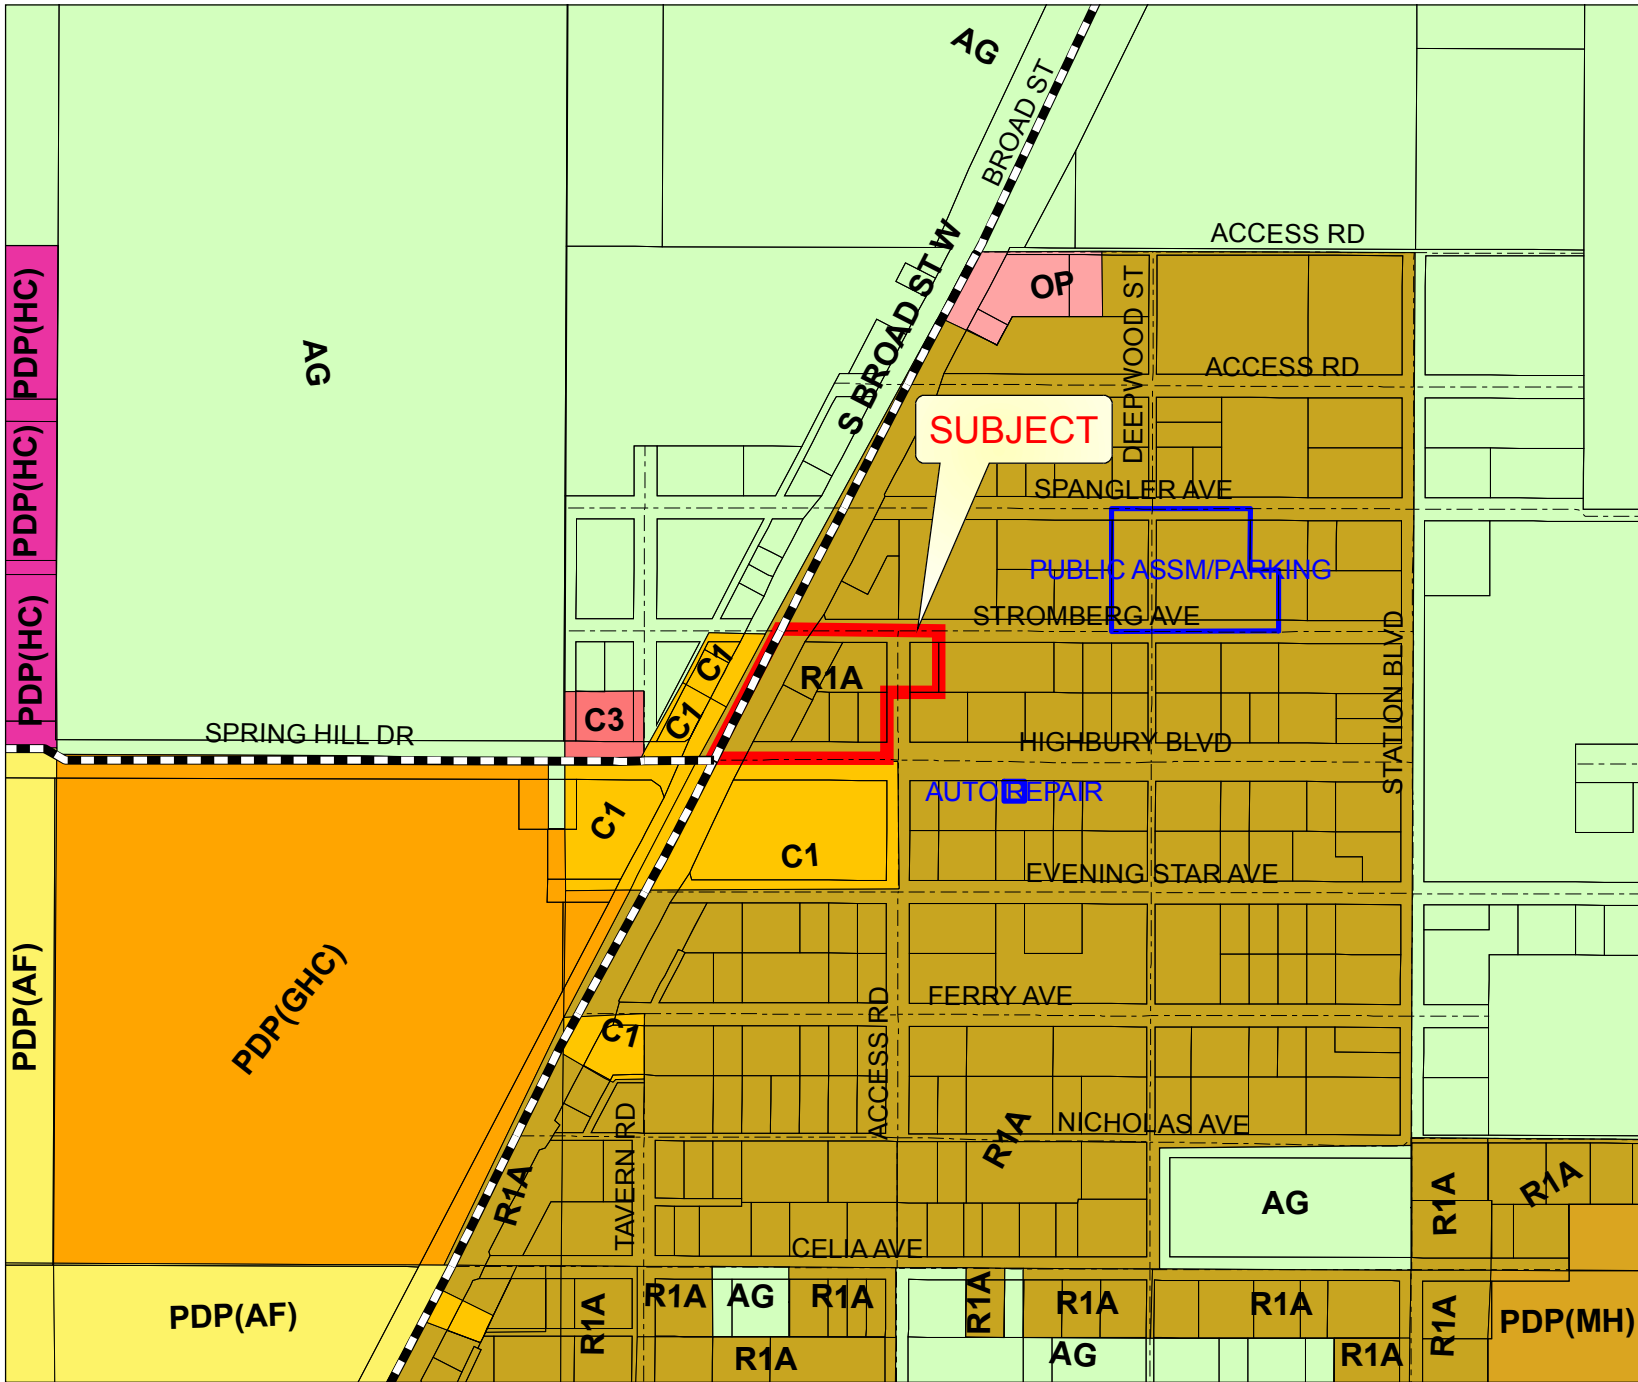 AG
BROAD ST
ACCESS RD
S BROAD ST W
OP
DEEPWOOD ST
PDP(HC)
AG
ACCESS RD
SUBJECT
PDP(HC)
SPANGLER AVE
PUBLIC ASSM/PARKING
STROMBERG AVE
PDP(HC)
C1
R1A
STATION BLVD
C3
C1
SPRING HILL DR
HIGHBURY BLVD
AUTO REPAIR
C1
C1
EVENING STAR AVE
PDP(AF)
PDP(GHC)
FERRY AVE
C1
ACCESS RD
NICHOLAS AVE
R1A
R1A
TAVERN RD
AG
R1A
R1A
CELIA AVE
R1A
R1A
AG
R1A
R1A
R1A
R1A
R1A
PDP(MH)
PDP(AF)
R1A
AG
R1A